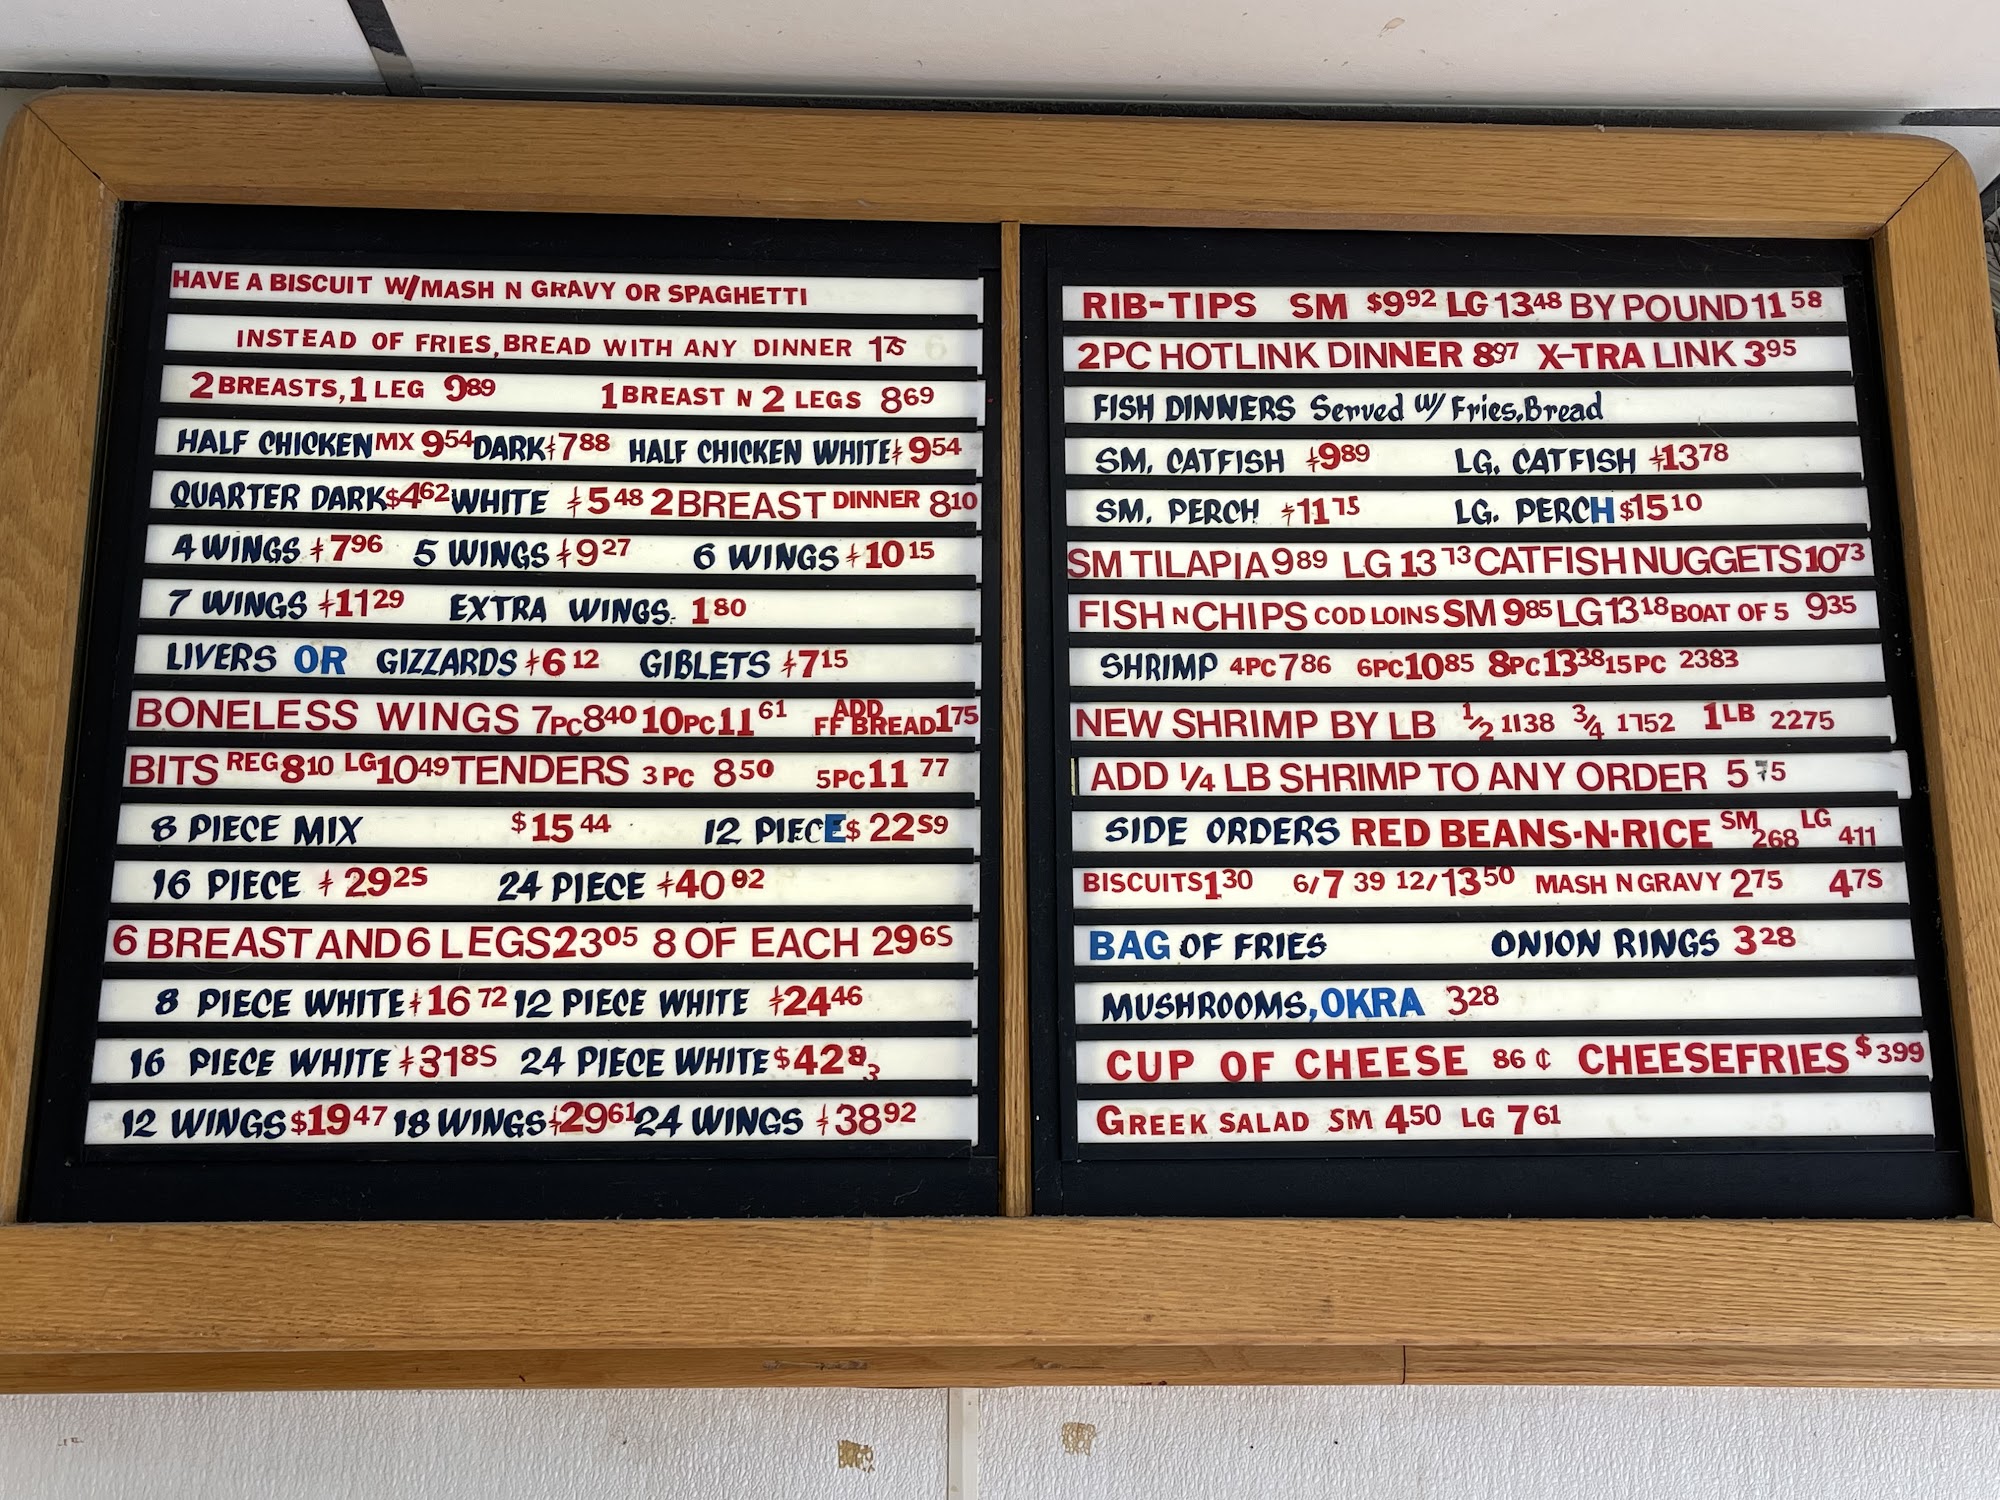 HAVE A BISCUIT W/MASH N GRAVY OR SPAGHETTI
INSTEAD OF FRIES, BREAD WITH ANY DINNER 175
2 BREASTS, 1 LEG 989 1 BREAST N 2 LEGS 869
HALF CHICKEN MX 954 DARK $788 HALF CHICKEN WHITE $954
QUARTER DARK $462 WHITE $548 2 BREAST DINNER 810
4 WINGS $796 5 WINGS $927 6 WINGS $1015
7 WINGS $1129 EXTRA WINGS. 180
LIVERS OR GIZZARDS $612 GIBLETS $715
BONELESS WINGS 7PC 840 10PC 1161 ADD FF BREAD 175
BITS REG 810 LG 1049 TENDERS 3 PC 850 5PC 1177
8 PIECE MIX $1544 12 PIECE $2259
16 PIECE $2925 24 PIECE $4002
6 BREAST AND 6 LEGS 2305 8 OF EACH 2965
8 PIECE WHITE $1672 12 PIECE WHITE $2446
16 PIECE WHITE $3185 24 PIECE WHITE $4283
12 WINGS $1947 18 WINGS $2961 24 WINGS $3892
RIB-TIPS SM $992 LG 1348 BY POUND 1158
2PC HOTLINK DINNER 897 X-TRA LINK 395
FISH DINNERS Served W/ Fries, Bread
SM. CATFISH $989 LG. CATFISH $1378
SM. PERCH $1175 LG. PERCH $1510
SM TILAPIA 989 LG 1373 CATFISH NUGGETS 1073
FISH N CHIPS COD LOINS SM 985 LG 1318 BOAT OF 5 935
SHRIMP 4PC 786 6PC 1085 8PC 1338 15 PC 2383
NEW SHRIMP BY LB 1/2 1138 3/4 1752 1LB 2275
ADD 1/4 LB SHRIMP TO ANY ORDER 575
SIDE ORDERS RED BEANS-N-RICE SM 268 LG 411
BISCUITS 130 6/739 12/1350 MASH N GRAVY 275 475
BAG OF FRIES ONION RINGS 328
MUSHROOMS, OKRA 328
CUP OF CHEESE 86 ¢ CHEESEFRIES $399
GREEK SALAD SM 450 LG 761